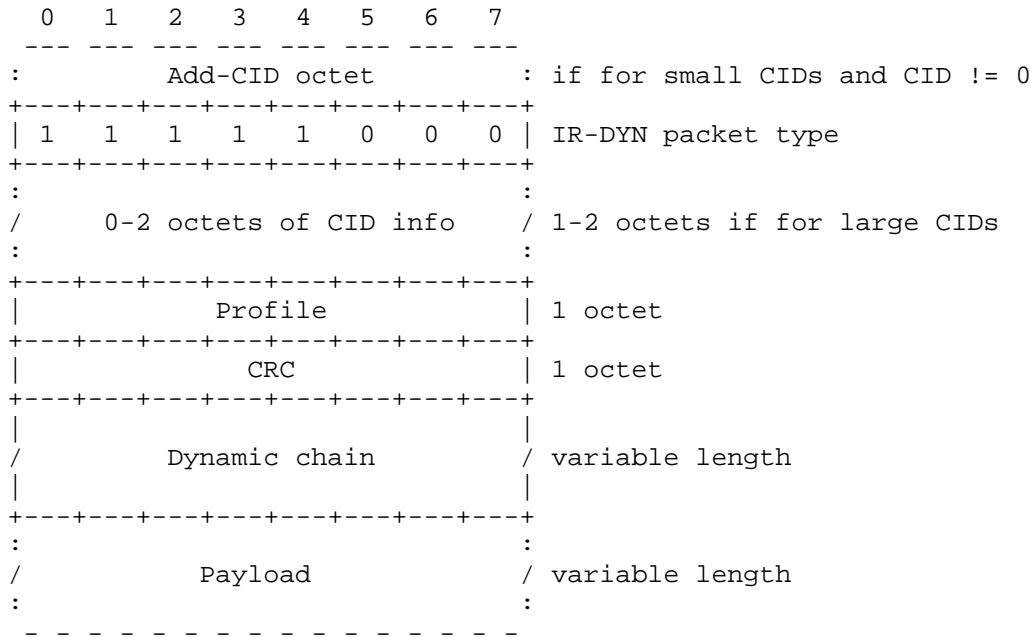 0   1   2   3   4   5   6   7
 --- --- --- --- --- --- --- ---
:         Add-CID octet         : if for small CIDs and CID != 0
+---+---+---+---+---+---+---+---+
| 1   1   1   1   1   0   0   0 | IR-DYN packet type
+---+---+---+---+---+---+---+---+
:                               :
/     0-2 octets of CID info    / 1-2 octets if for large CIDs
:                               :
+---+---+---+---+---+---+---+---+
|            Profile            | 1 octet
+---+---+---+---+---+---+---+---+
|              CRC              | 1 octet
+---+---+---+---+---+---+---+---+
|                               |
/         Dynamic chain         / variable length
|                               |
+---+---+---+---+---+---+---+---+
:                               :
/           Payload             / variable length
:                               :
 - - - - - - - - - - - - - - - -